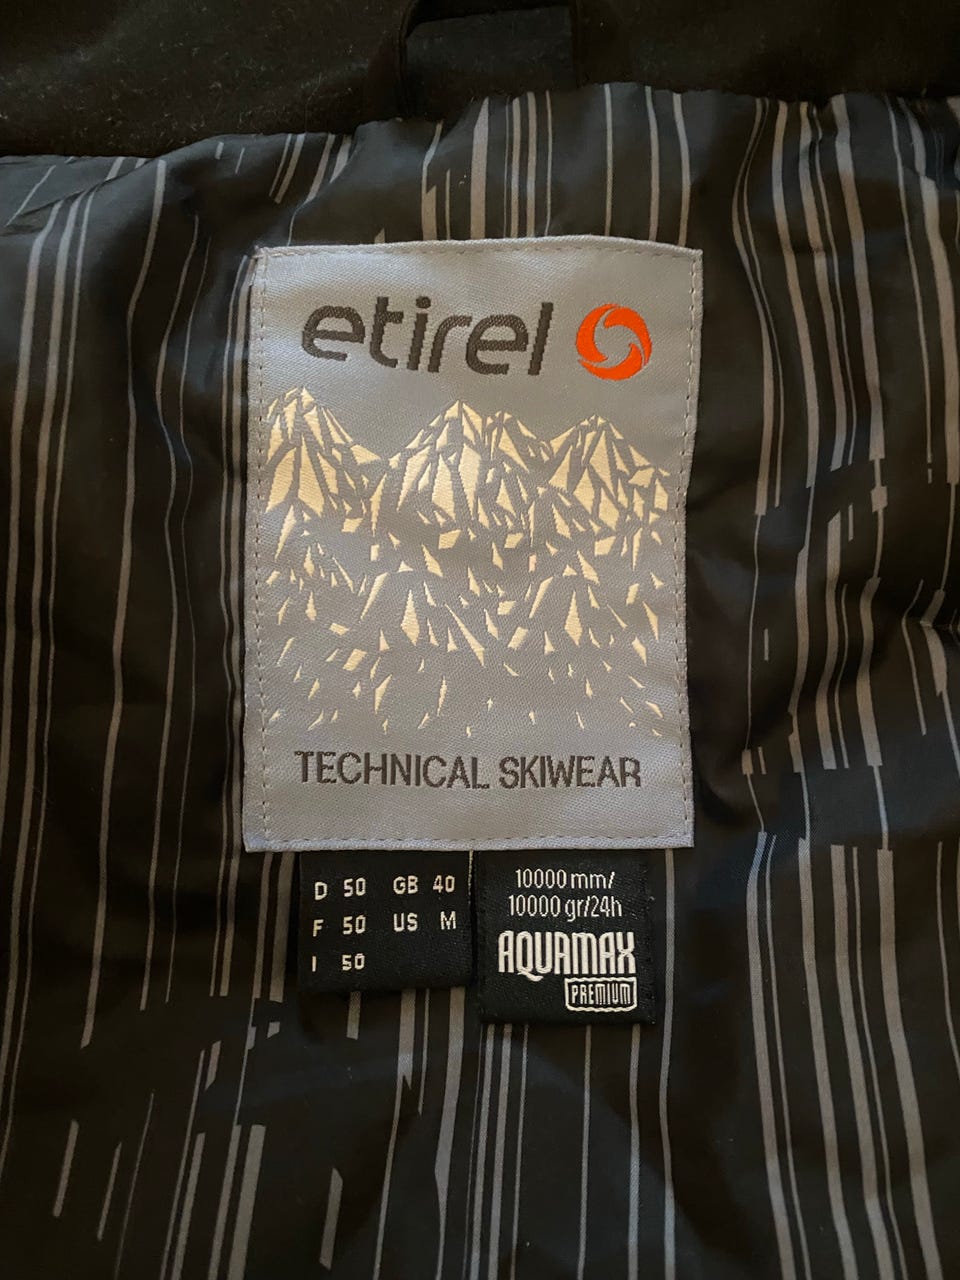 etirel
TECHNICAL SKIWEAR
D 50 GB 40
F 50 US M
I 50
10000 mm/
10000 gr/24h
AQUAMAX
PREMIUM